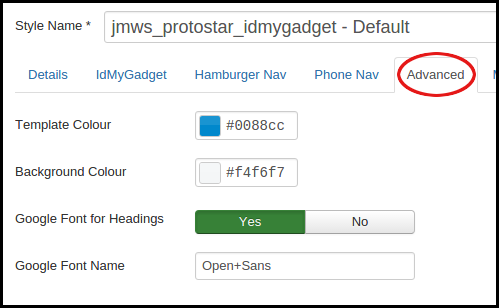 Style Name * jmws_protostar_idmygadget - Default
Details IdMyGadget Hamburger Nav Phone Nav Advanced
Template Colour #0088cc
Background Colour #f4f6f7
Google Font for Headings Yes No
Google Font Name Open+Sans